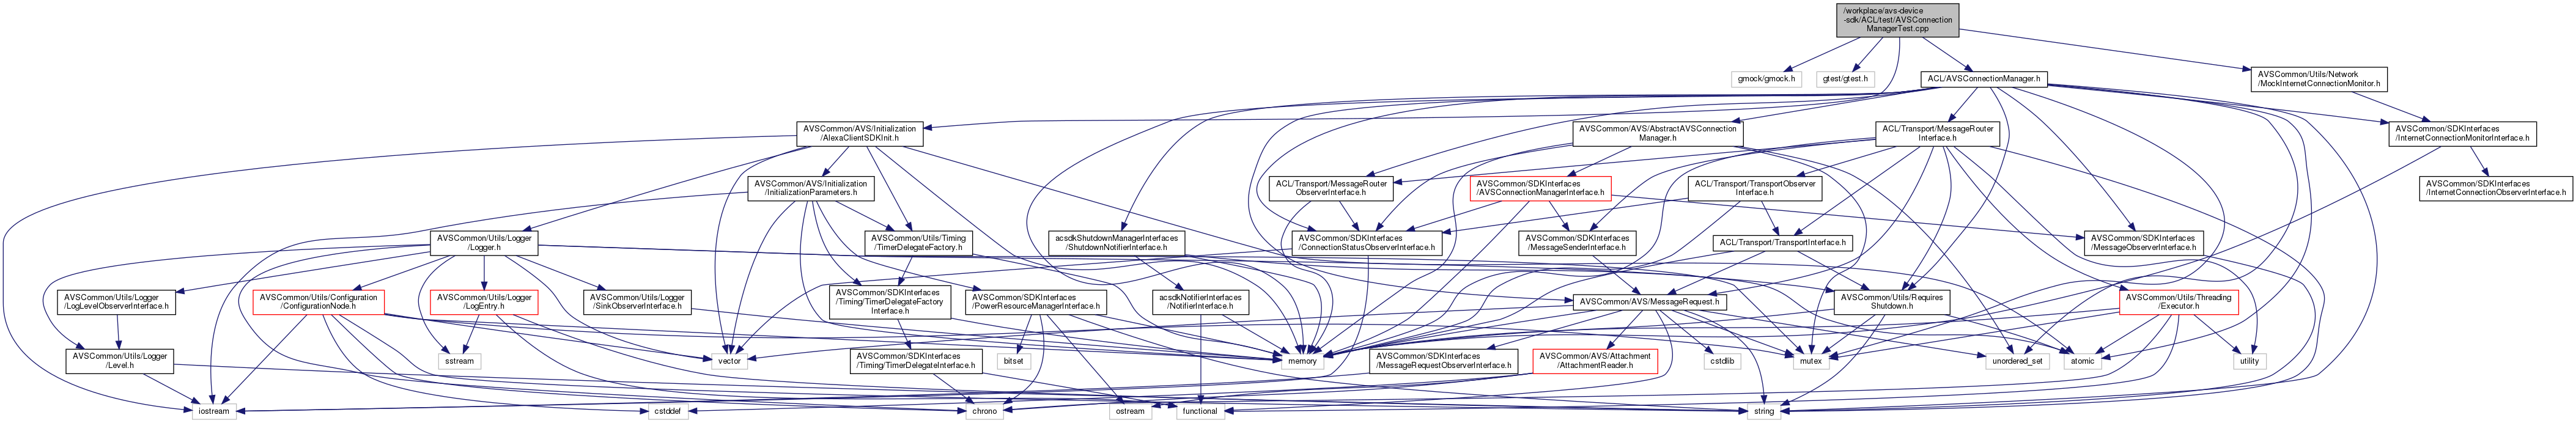 /workplace/avs-device
-sdk/ACL/test/AVSConnection
ManagerTest.cpp
gmock/gmock.h
gtest/gtest.h
ACL/AVSConnectionManager.h
AVSCommon/Utils/Network
/MockInternetConnectionMonitor.h
AVSCommon/AVS/Initialization
/AlexaClientSDKInit.h
AVSCommon/AVS/AbstractAVSConnection
Manager.h
ACL/Transport/MessageRouter
Interface.h
AVSCommon/SDKInterfaces
/InternetConnectionMonitorInterface.h
AVSCommon/AVS/Initialization
/InitializationParameters.h
ACL/Transport/MessageRouter
ObserverInterface.h
AVSCommon/SDKInterfaces
/AVSConnectionManagerInterface.h
ACL/Transport/TransportObserver
Interface.h
AVSCommon/SDKInterfaces
/InternetConnectionObserverInterface.h
AVSCommon/Utils/Logger
/Logger.h
AVSCommon/Utils/Timing
/TimerDelegateFactory.h
acsdkShutdownManagerInterfaces
/ShutdownNotifierInterface.h
AVSCommon/SDKInterfaces
/ConnectionStatusObserverInterface.h
AVSCommon/SDKInterfaces
/MessageSenderInterface.h
ACL/Transport/TransportInterface.h
AVSCommon/SDKInterfaces
/MessageObserverInterface.h
AVSCommon/Utils/Logger
/LogLevelObserverInterface.h
AVSCommon/Utils/Configuration
/ConfigurationNode.h
AVSCommon/Utils/Logger
/LogEntry.h
AVSCommon/Utils/Logger
/SinkObserverInterface.h
AVSCommon/SDKInterfaces
/Timing/TimerDelegateFactory
Interface.h
AVSCommon/SDKInterfaces
/PowerResourceManagerInterface.h
acsdkNotifierInterfaces
/NotifierInterface.h
AVSCommon/AVS/MessageRequest.h
AVSCommon/Utils/Requires
Shutdown.h
AVSCommon/Utils/Threading
/Executor.h
AVSCommon/Utils/Logger
/Level.h
sstream
vector
AVSCommon/SDKInterfaces
/Timing/TimerDelegateInterface.h
bitset
memory
AVSCommon/SDKInterfaces
/MessageRequestObserverInterface.h
AVSCommon/AVS/Attachment
/AttachmentReader.h
cstdlib
mutex
unordered_set
atomic
utility
iostream
cstddef
chrono
ostream
functional
string